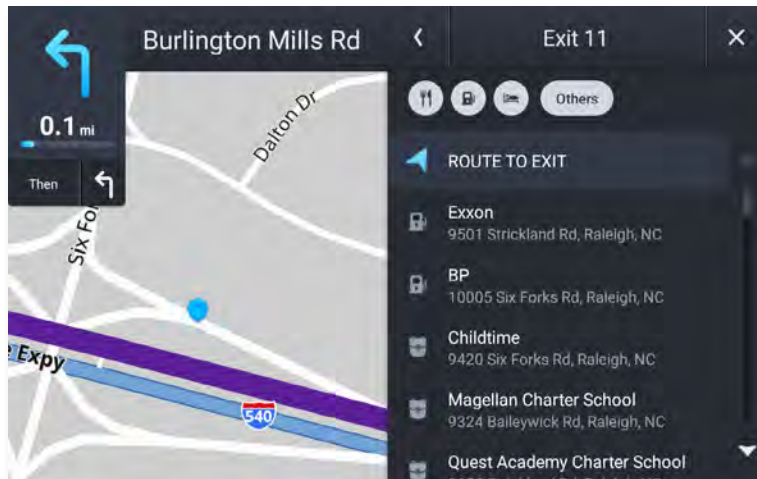 Burlington Mills Rd
0.1 mi
Then
Dalton Dr
Six For
e Expy
540
Exit 11
Others
ROUTE TO EXIT
Exxon
9501 Strickland Rd, Raleigh, NC
BP
10005 Six Forks Rd, Raleigh, NC
Childtime
9420 Six Forks Rd, Raleigh, NC
Magellan Charter School
9324 Baileywick Rd, Raleigh, NC
Quest Academy Charter School